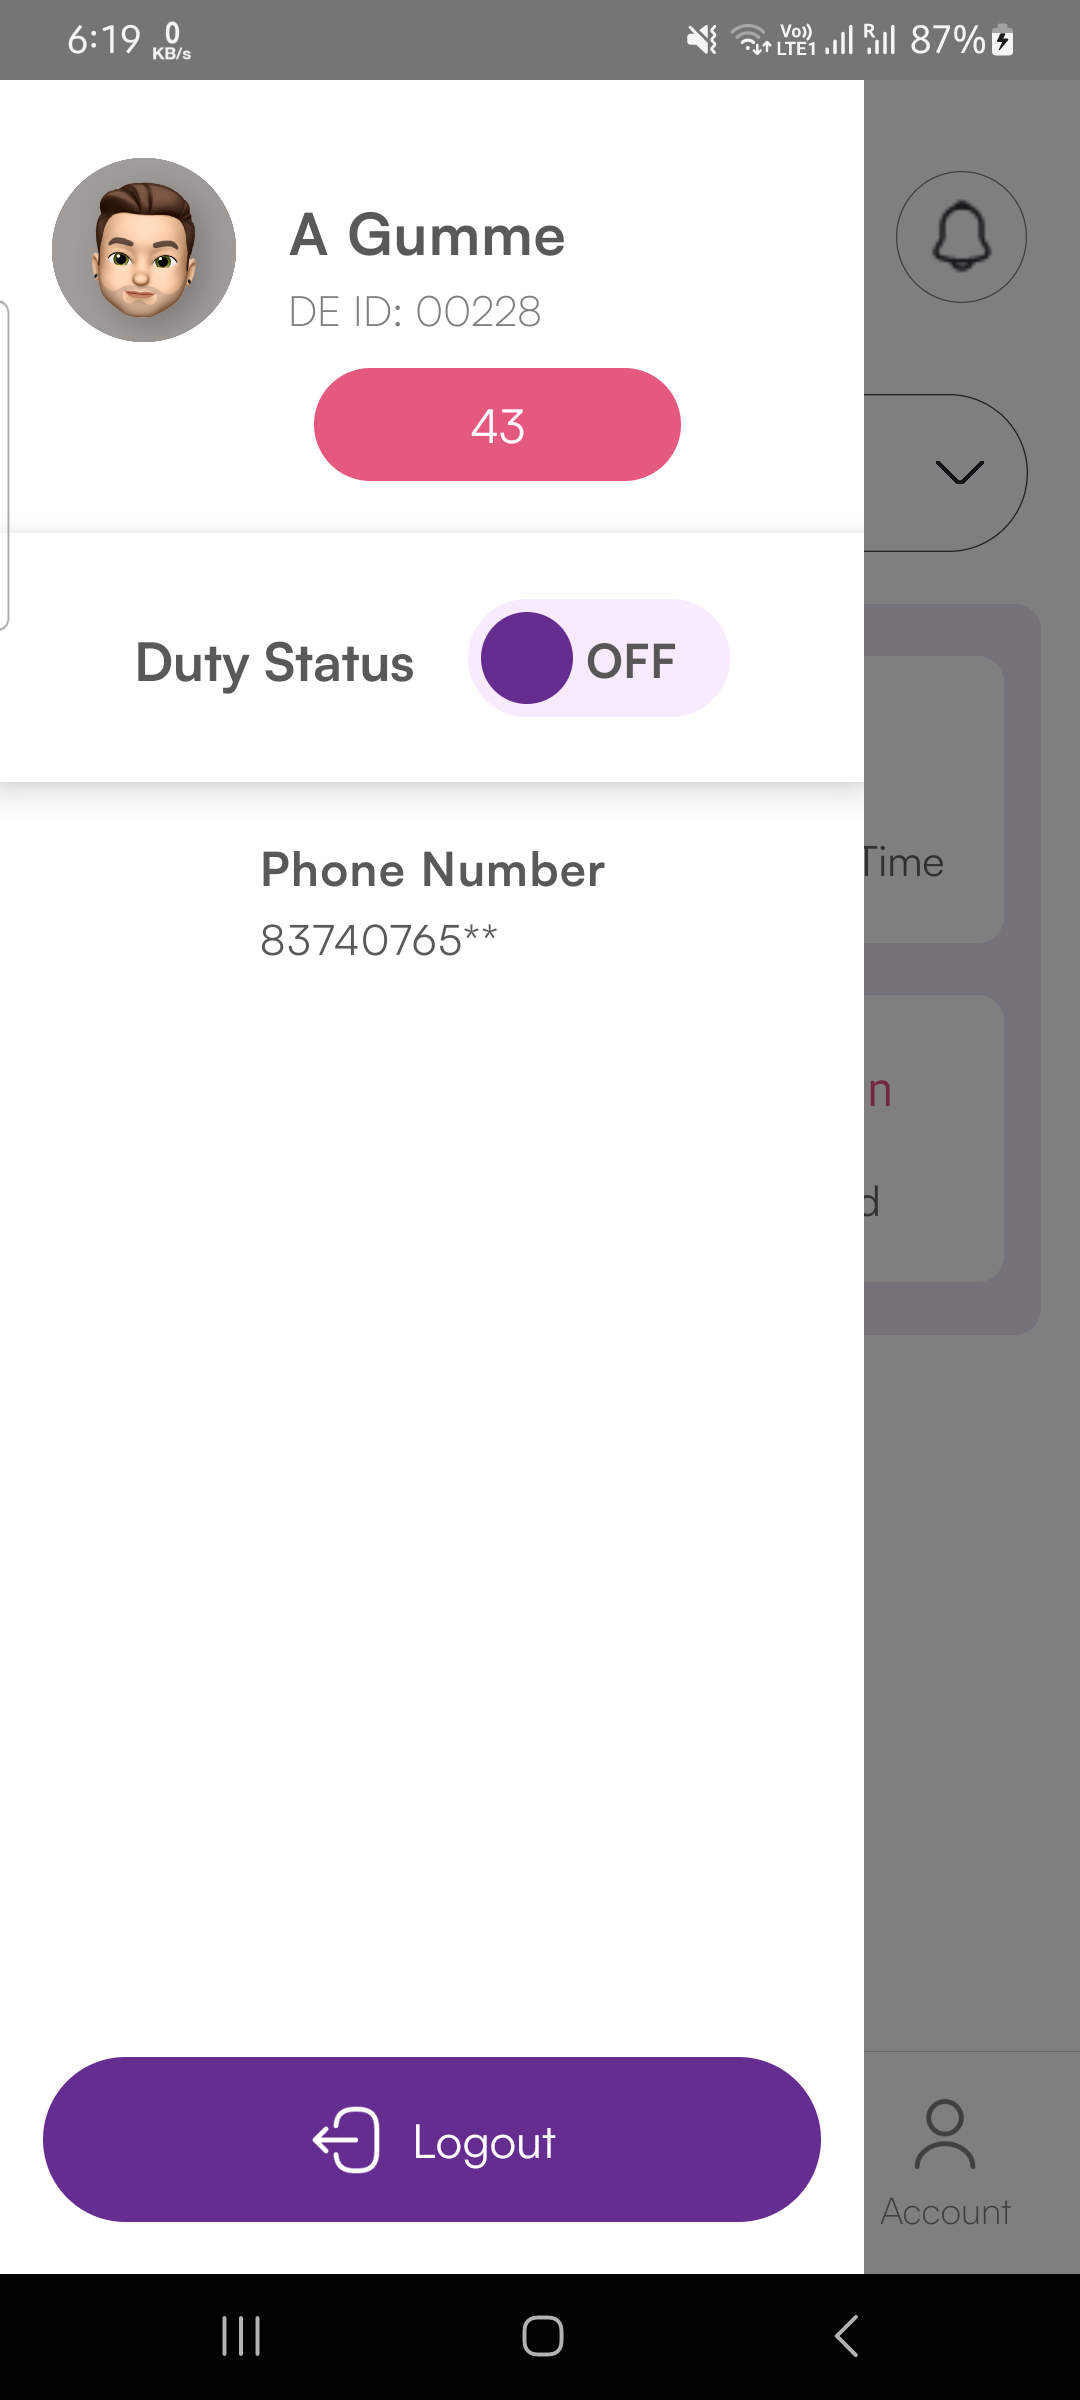 6:19 0 KB/s Vo)) LTE1 R 87%
A Gumme
DE ID: 00228
43
Duty Status OFF
Phone Number
83740765**
Time
n
d
Logout
Account